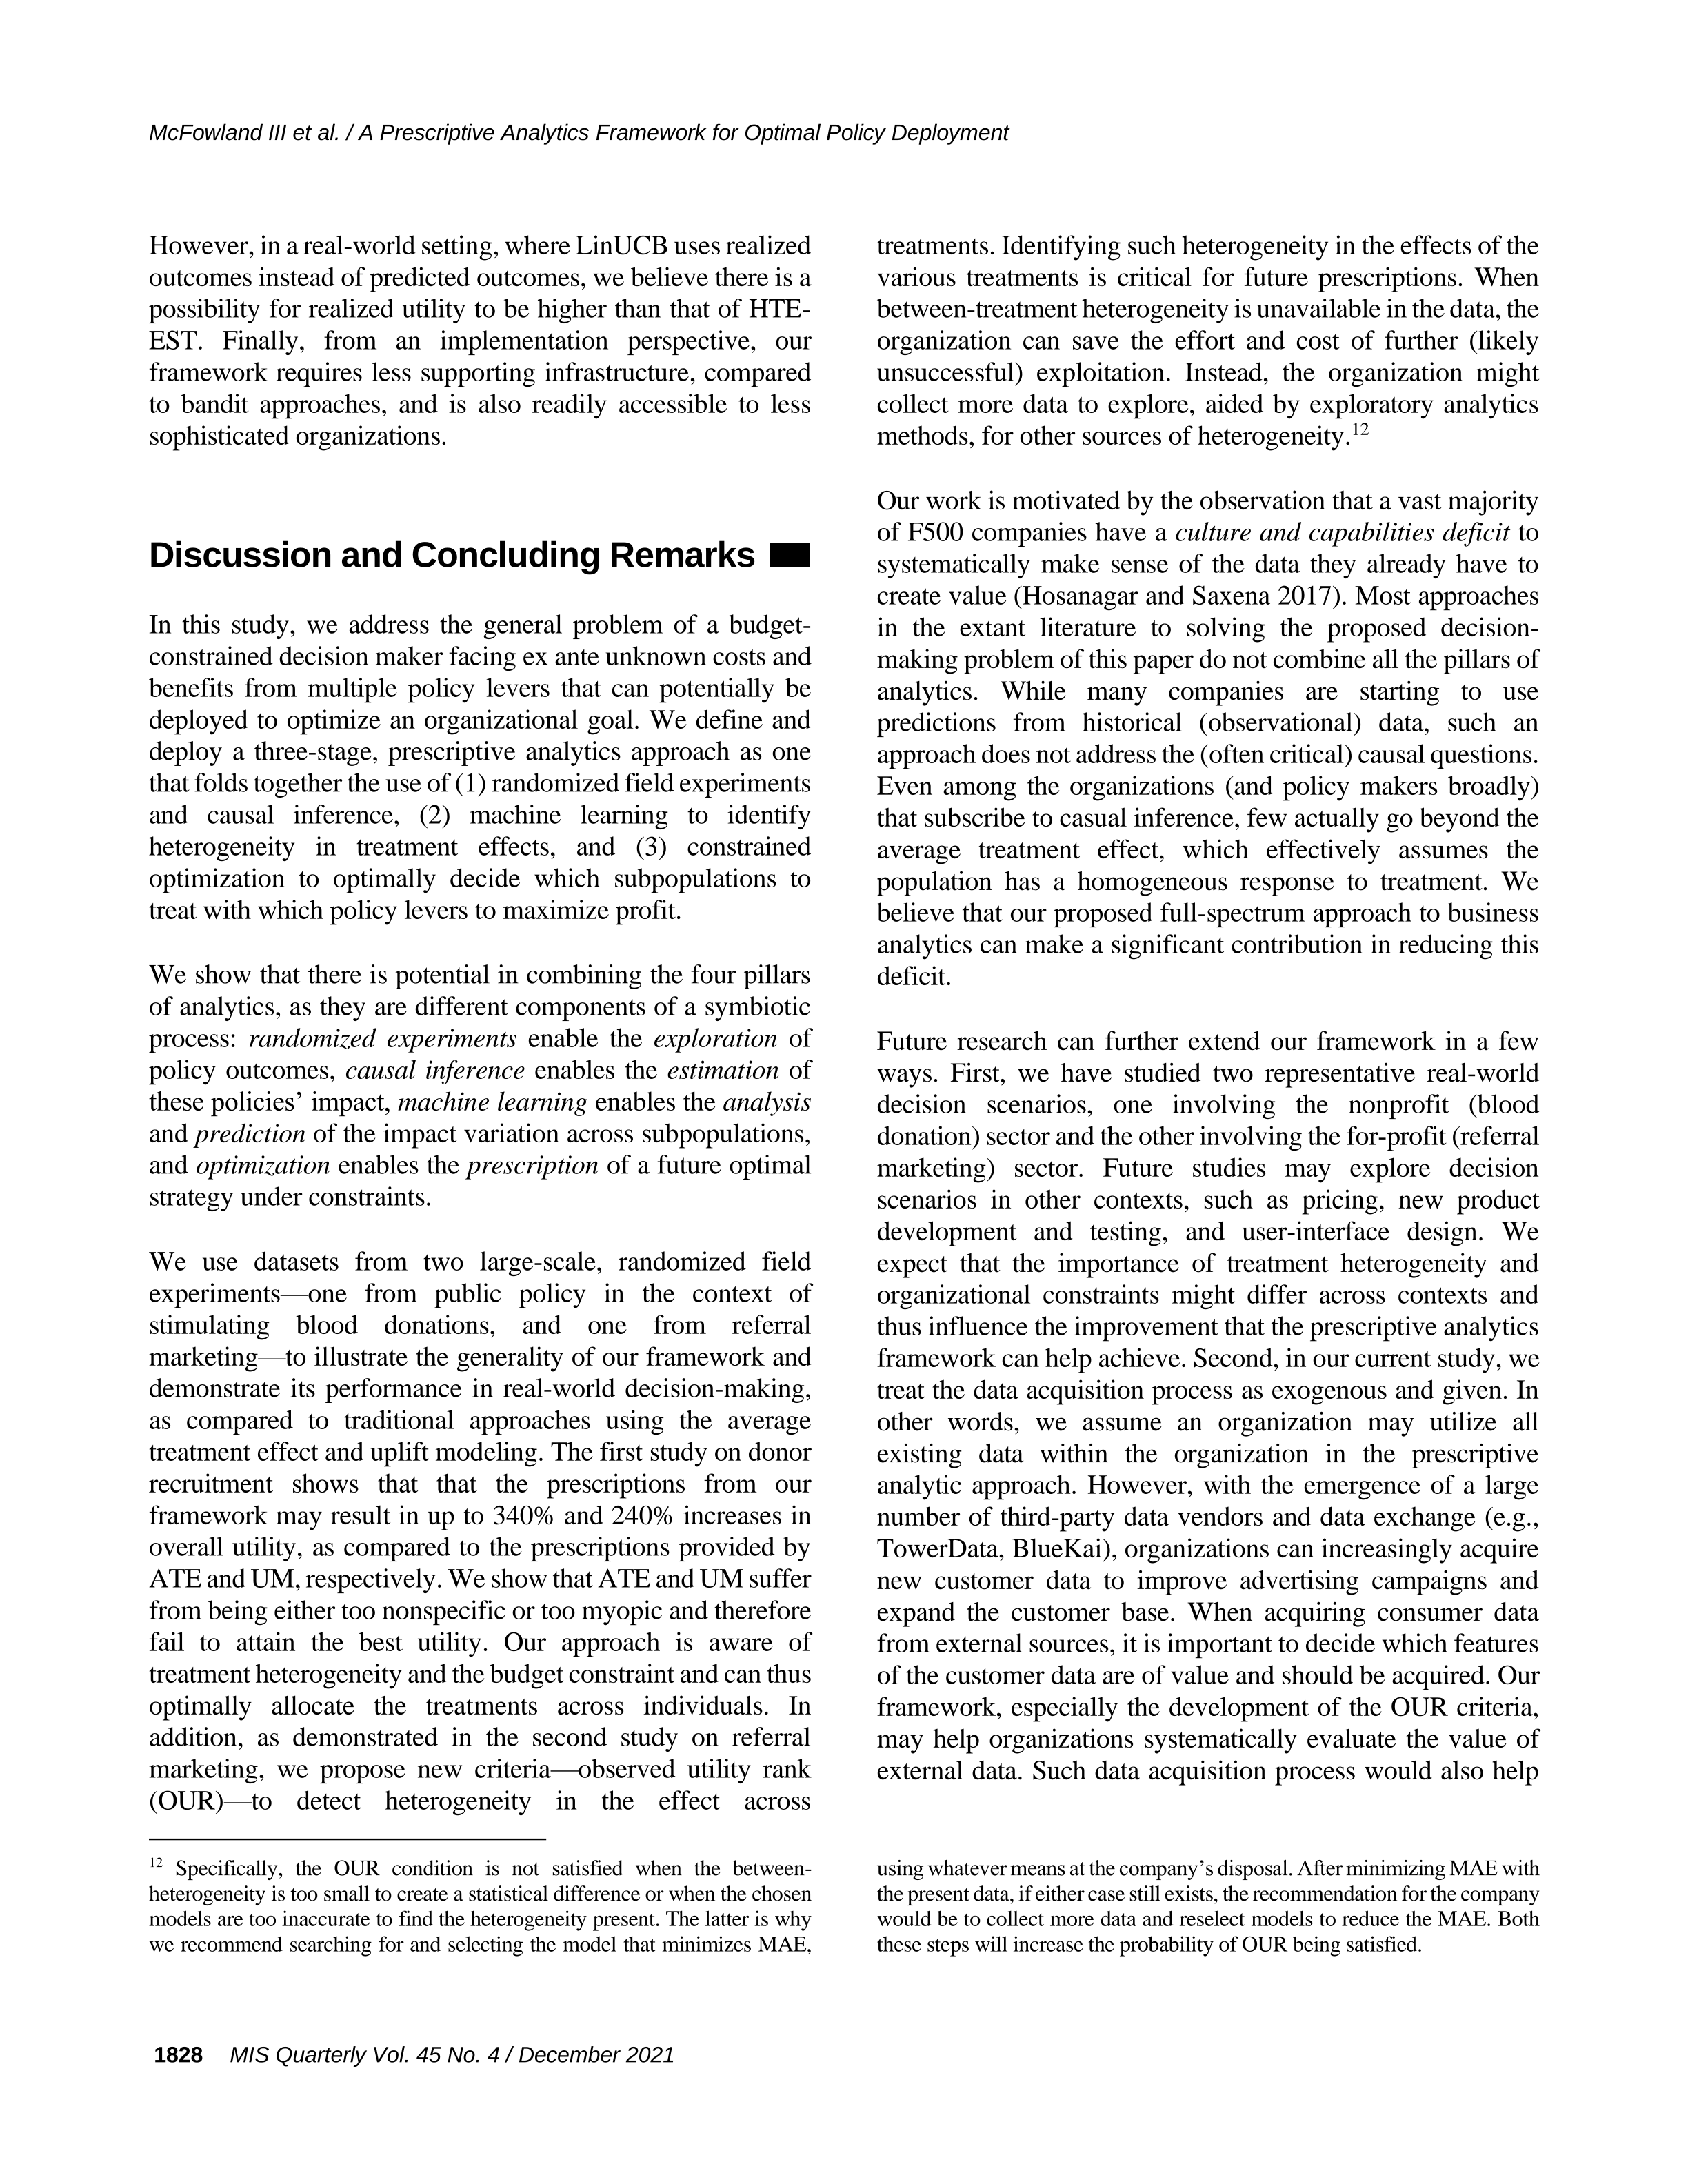 McFowland III et al. / A Prescriptive Analytics Framework for Optimal Policy Deployment
However, in a real-world setting, where LinUCB uses realized
outcomes instead of predicted outcomes, we believe there is a
possibility for realized utility to be higher than that of HTE-
EST. Finally, from an implementation perspective, our
framework requires less supporting infrastructure, compared
to bandit approaches, and is also readily accessible to less
sophisticated organizations.
Discussion and Concluding Remarks
In this study, we address the general problem of a budget-
constrained decision maker facing ex ante unknown costs and
benefits from multiple policy levers that can potentially be
deployed to optimize an organizational goal. We define and
deploy a three-stage, prescriptive analytics approach as one
that folds together the use of (1) randomized field experiments
and causal inference, (2) machine learning to identify
heterogeneity in treatment effects, and (3) constrained
optimization to optimally decide which subpopulations to
treat with which policy levers to maximize profit.
We show that there is potential in combining the four pillars
of analytics, as they are different components of a symbiotic
process: randomized experiments enable the exploration of
policy outcomes, causal inference enables the estimation of
these policies’ impact, machine learning enables the analysis
and prediction of the impact variation across subpopulations,
and optimization enables the prescription of a future optimal
strategy under constraints.
We use datasets from two large-scale, randomized field
experiments—one from public policy in the context of
stimulating blood donations, and one from referral
marketing—to illustrate the generality of our framework and
demonstrate its performance in real-world decision-making,
as compared to traditional approaches using the average
treatment effect and uplift modeling. The first study on donor
recruitment shows that that the prescriptions from our
framework may result in up to 340% and 240% increases in
overall utility, as compared to the prescriptions provided by
ATE and UM, respectively. We show that ATE and UM suffer
from being either too nonspecific or too myopic and therefore
fail to attain the best utility. Our approach is aware of
treatment heterogeneity and the budget constraint and can thus
optimally allocate the treatments across individuals. In
addition, as demonstrated in the second study on referral
marketing, we propose new criteria—observed utility rank
(OUR)—to detect heterogeneity in the effect across
treatments. Identifying such heterogeneity in the effects of the
various treatments is critical for future prescriptions. When
between-treatment heterogeneity is unavailable in the data, the
organization can save the effort and cost of further (likely
unsuccessful) exploitation. Instead, the organization might
collect more data to explore, aided by exploratory analytics
methods, for other sources of heterogeneity.12
Our work is motivated by the observation that a vast majority
of F500 companies have a culture and capabilities deficit to
systematically make sense of the data they already have to
create value (Hosanagar and Saxena 2017). Most approaches
in the extant literature to solving the proposed decision-
making problem of this paper do not combine all the pillars of
analytics. While many companies are starting to use
predictions from historical (observational) data, such an
approach does not address the (often critical) causal questions.
Even among the organizations (and policy makers broadly)
that subscribe to casual inference, few actually go beyond the
average treatment effect, which effectively assumes the
population has a homogeneous response to treatment. We
believe that our proposed full-spectrum approach to business
analytics can make a significant contribution in reducing this
deficit.
Future research can further extend our framework in a few
ways. First, we have studied two representative real-world
decision scenarios, one involving the nonprofit (blood
donation) sector and the other involving the for-profit (referral
marketing) sector. Future studies may explore decision
scenarios in other contexts, such as pricing, new product
development and testing, and user-interface design. We
expect that the importance of treatment heterogeneity and
organizational constraints might differ across contexts and
thus influence the improvement that the prescriptive analytics
framework can help achieve. Second, in our current study, we
treat the data acquisition process as exogenous and given. In
other words, we assume an organization may utilize all
existing data within the organization in the prescriptive
analytic approach. However, with the emergence of a large
number of third-party data vendors and data exchange (e.g.,
TowerData, BlueKai), organizations can increasingly acquire
new customer data to improve advertising campaigns and
expand the customer base. When acquiring consumer data
from external sources, it is important to decide which features
of the customer data are of value and should be acquired. Our
framework, especially the development of the OUR criteria,
may help organizations systematically evaluate the value of
external data. Such data acquisition process would also help
12 Specifically, the OUR condition is not satisfied when the between-
heterogeneity is too small to create a statistical difference or when the chosen
models are too inaccurate to find the heterogeneity present. The latter is why
we recommend searching for and selecting the model that minimizes MAE,
using whatever means at the company’s disposal. After minimizing MAE with
the present data, if either case still exists, the recommendation for the company
would be to collect more data and reselect models to reduce the MAE. Both
these steps will increase the probability of OUR being satisfied.
1828 MIS Quarterly Vol. 45 No. 4 / December 2021